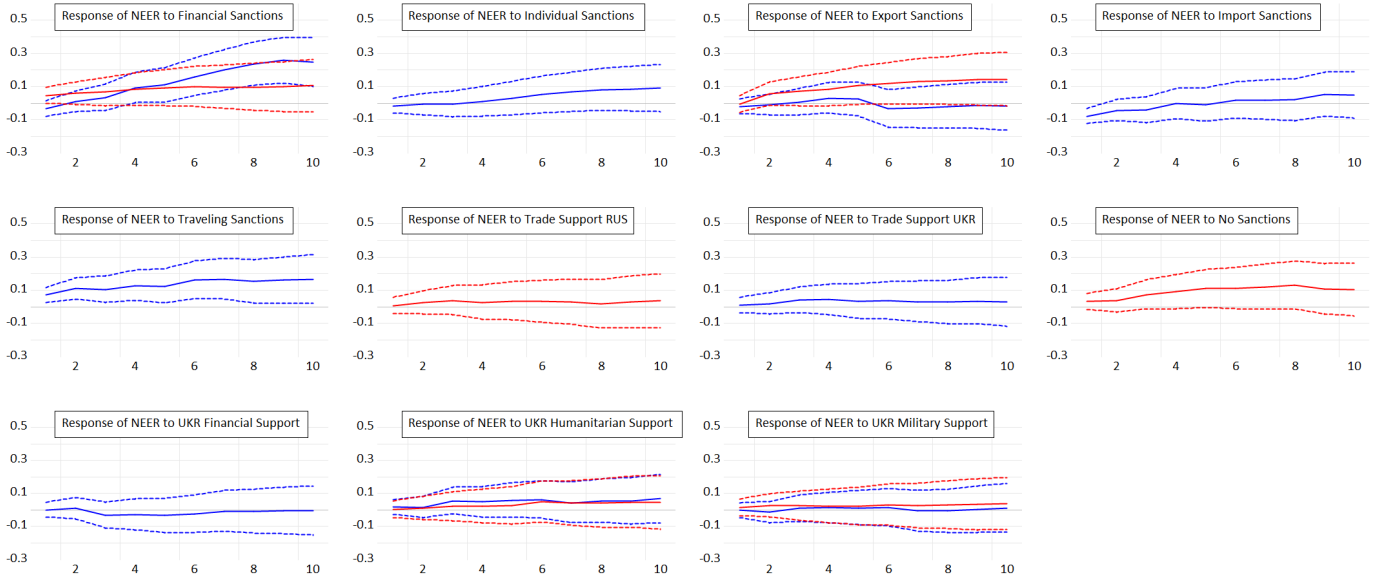 Response of NEER to Financial Sanctions
0.5
0.3
0.1
-0.1
-0.3
2 4 6 8 10
Response of NEER to Individual Sanctions
0.5
0.3
0.1
-0.1
-0.3
2 4 6 8 10
Response of NEER to Export Sanctions
0.5
0.3
0.1
-0.1
-0.3
2 4 6 8 10
Response of NEER to Import Sanctions
0.5
0.3
0.1
-0.1
-0.3
2 4 6 8 10
Response of NEER to Traveling Sanctions
0.5
0.3
0.1
-0.1
-0.3
2 4 6 8 10
Response of NEER to Trade Support RUS
0.5
0.3
0.1
-0.1
-0.3
2 4 6 8 10
Response of NEER to Trade Support UKR
0.5
0.3
0.1
-0.1
-0.3
2 4 6 8 10
Response of NEER to No Sanctions
0.5
0.3
0.1
-0.1
-0.3
2 4 6 8 10
Response of NEER to UKR Financial Support
0.5
0.3
0.1
-0.1
-0.3
2 4 6 8 10
Response of NEER to UKR Humanitarian Support
0.5
0.3
0.1
-0.1
-0.3
2 4 6 8 10
Response of NEER to UKR Military Support
0.5
0.3
0.1
-0.1
-0.3
2 4 6 8 10